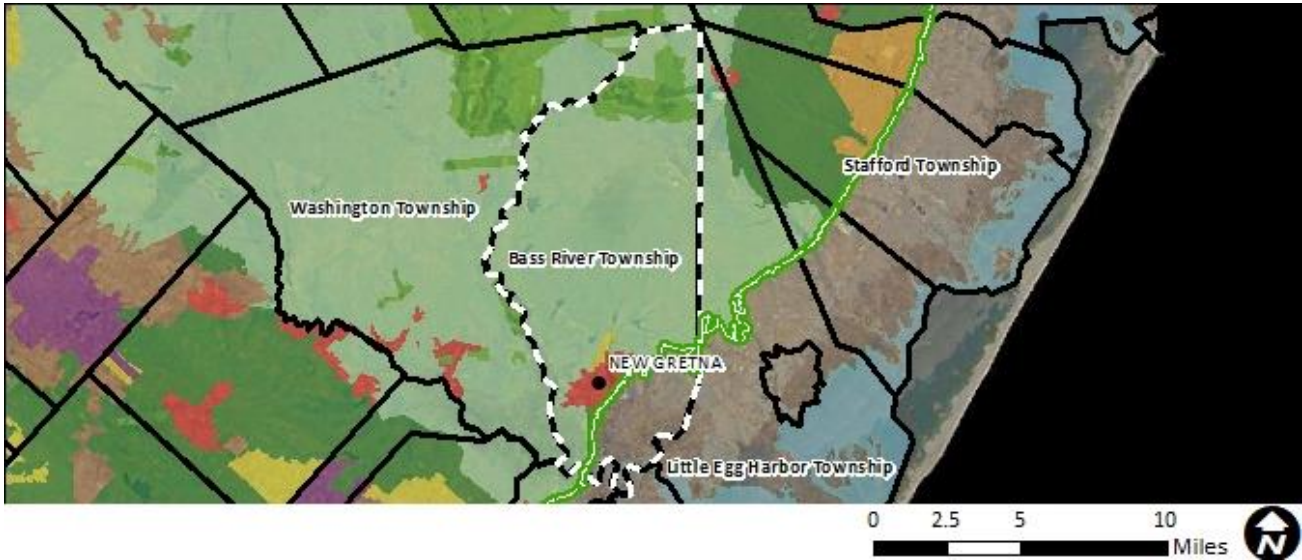 Stafford Township
Washington Township
Bass River Township
NEW GRETNA
Little Egg Harbor Township
0 2.5 5 10
Miles
N